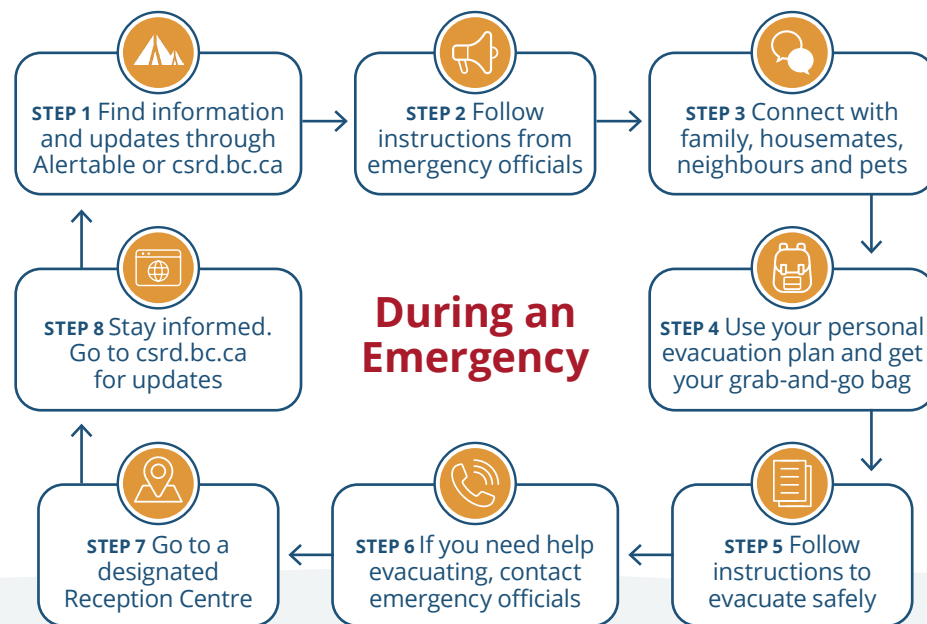 STEP 1 Find information
and updates through
Alertable or csrd.bc.ca
STEP 2 Follow
instructions from
emergency officials
STEP 3 Connect with
family, housemates,
neighbours and pets
During an
Emergency
STEP 4 Use your personal
evacuation plan and get
your grab-and-go bag
STEP 5 Follow
instructions to
evacuate safely
STEP 6 If you need help
evacuating, contact
emergency officials
STEP 7 Go to a
designated
Reception Centre
STEP 8 Stay informed.
Go to csrd.bc.ca
for updates